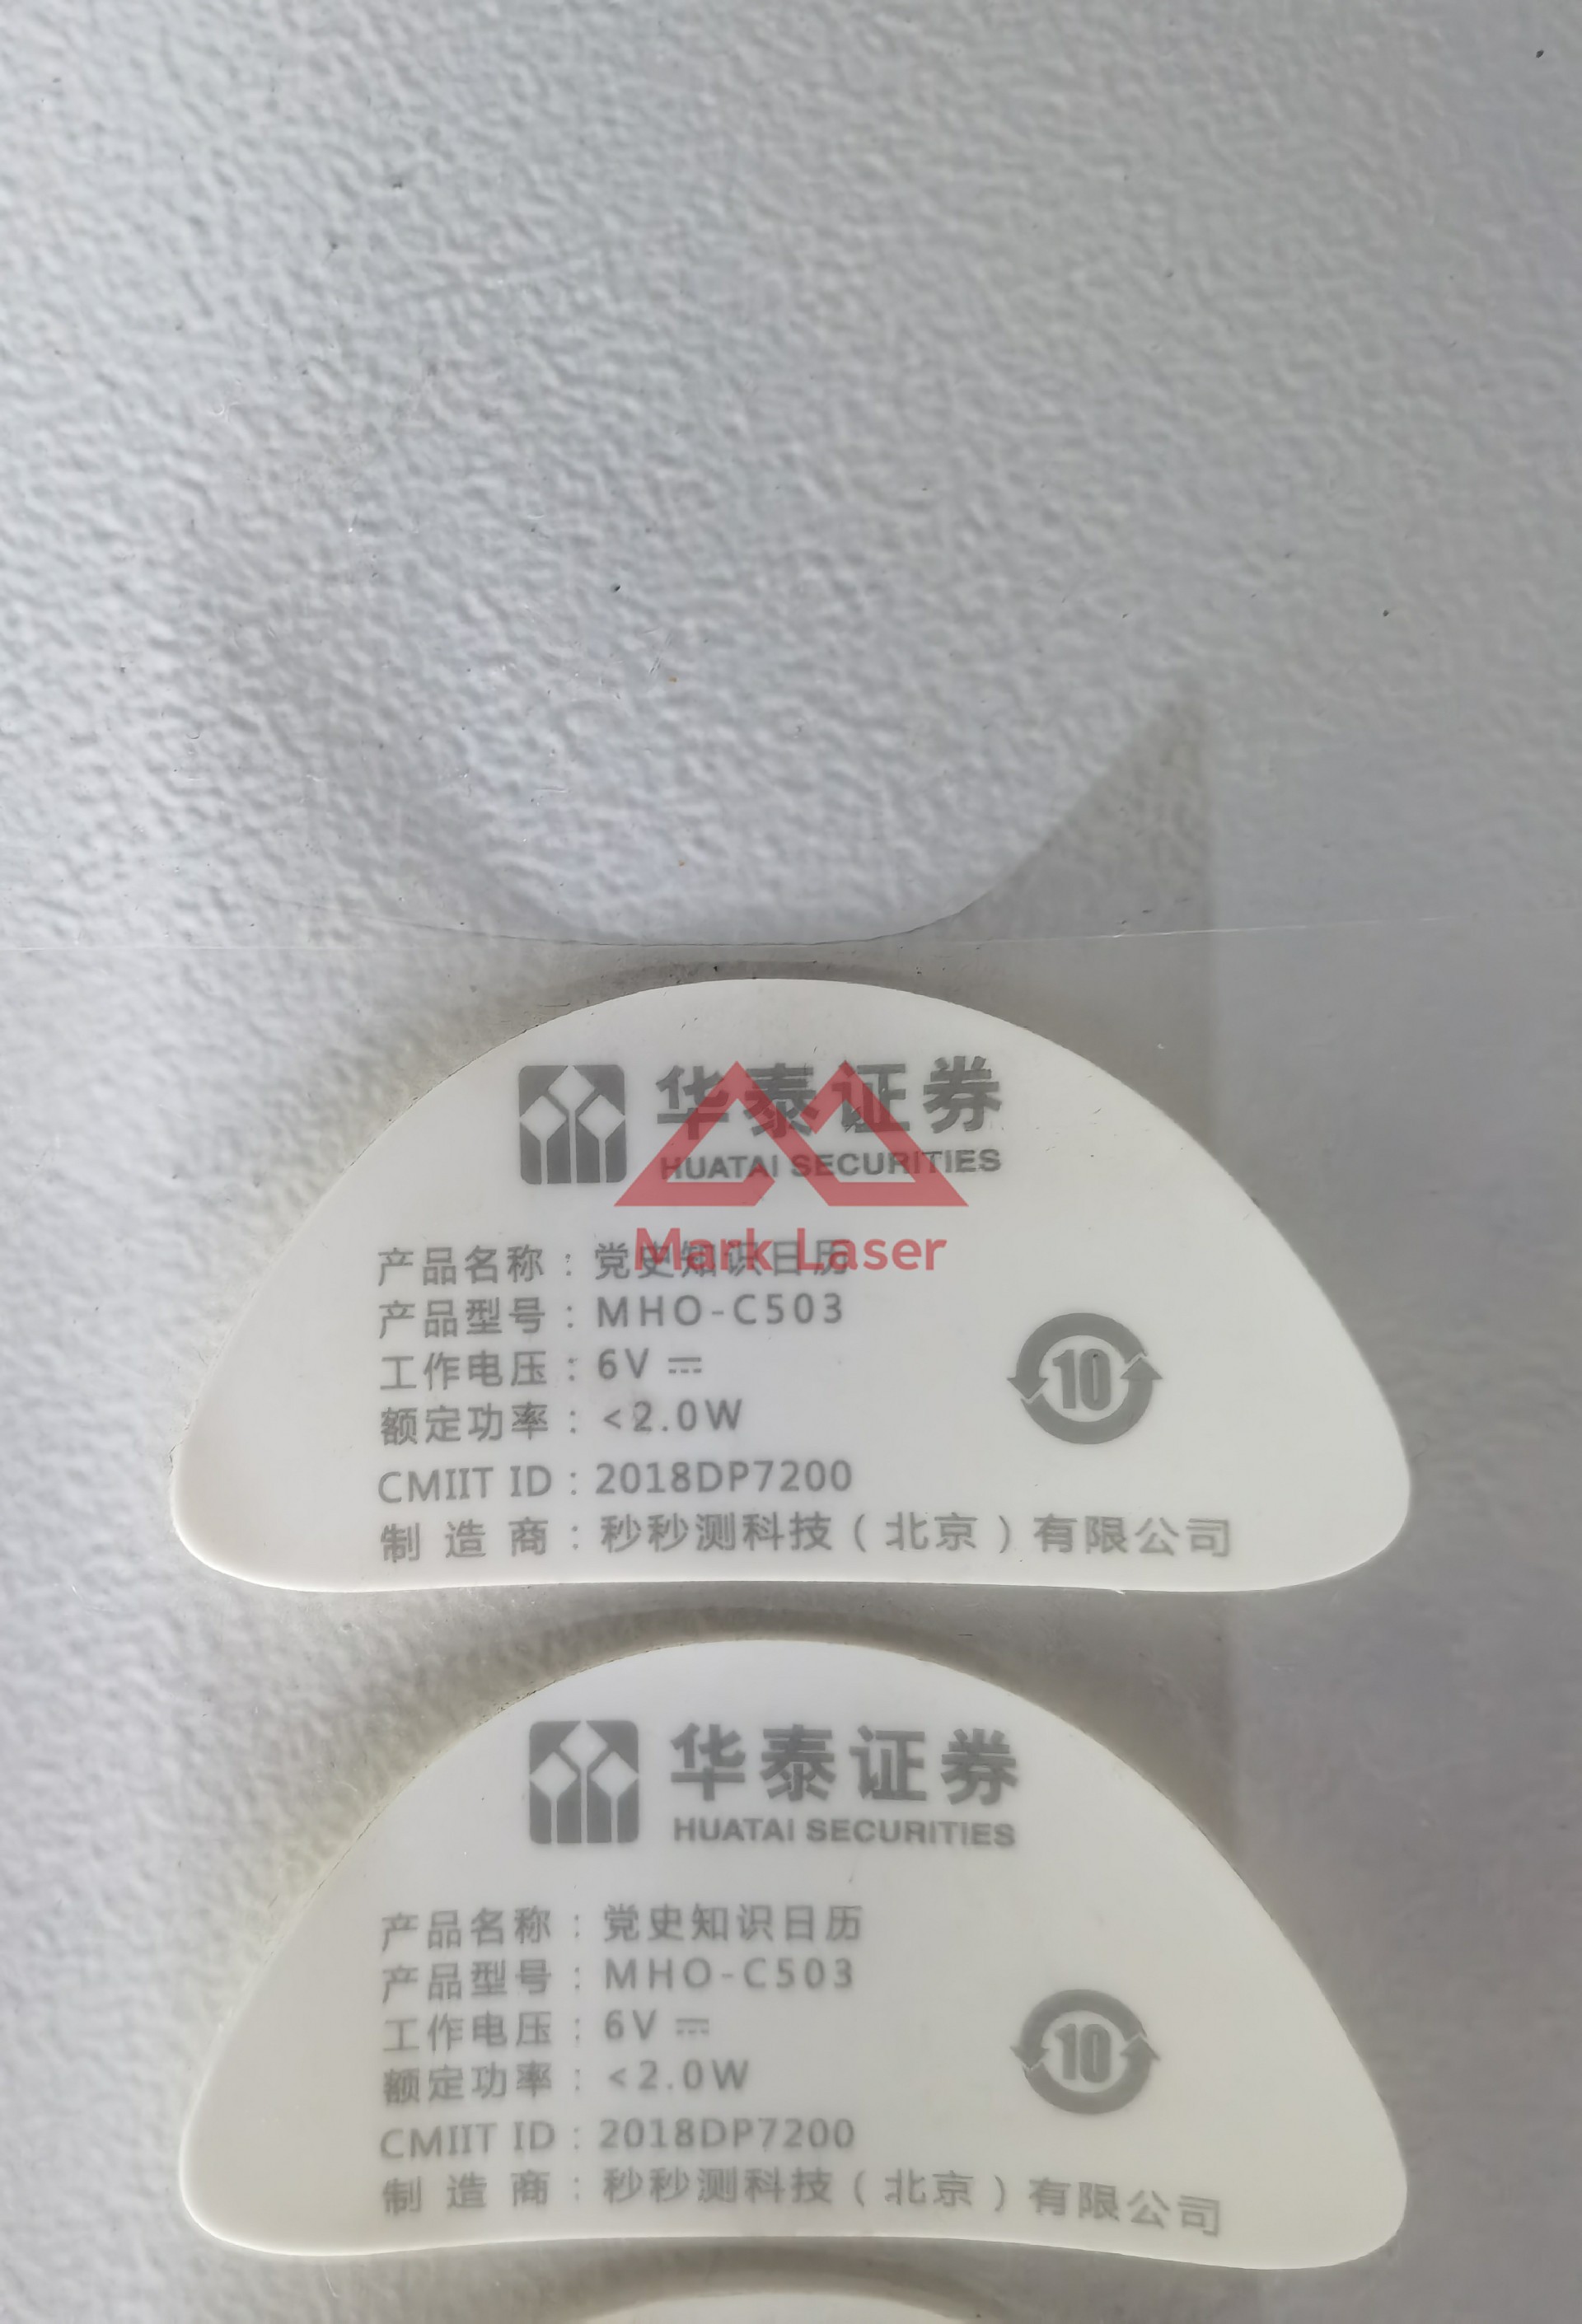 华泰证券
HUATAI SECURITIES
Mark Laser
产品名称：党史知识日历
产品型号：MHO-C503
工作电压：6V ⎓
额定功率：<2.0W
10
CMIIT ID：2018DP7200
制 造 商：秒秒测科技（北京）有限公司
华泰证券
HUATAI SECURITIES
产品名称：党史知识日历
产品型号：MHO-C503
工作电压：6V ⎓
额定功率：<2.0W
10
CMIIT ID：2018DP7200
制 造 商：秒秒测科技（北京）有限公司